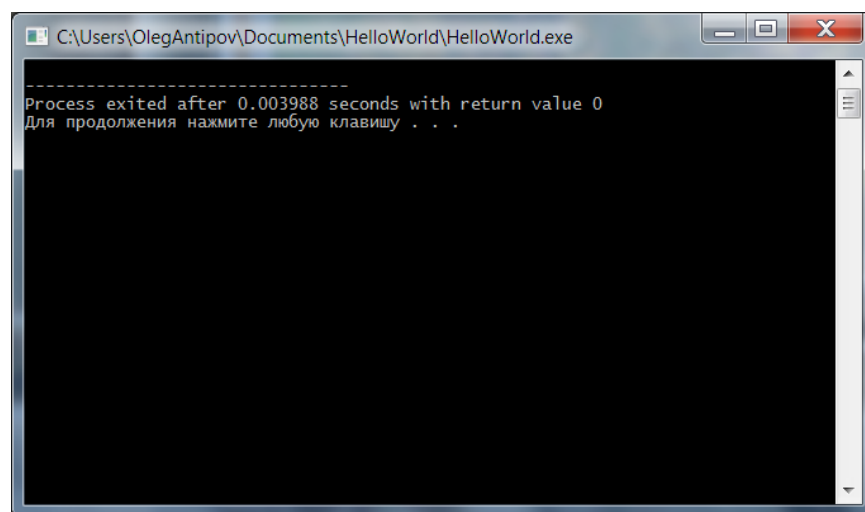 C:\Users\OlegAntipov\Documents\HelloWorld\HelloWorld.exe
--------------------------------
Process exited after 0.003988 seconds with return value 0
Для продолжения нажмите любую клавишу . . .